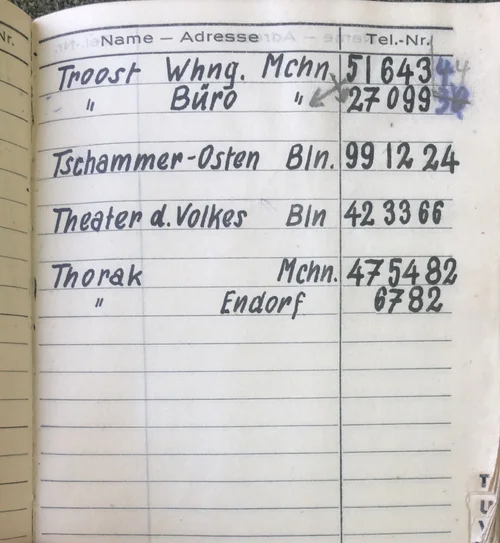 Nr.
Name – Adresse Tel.-Nr.
Troost Whng. Mchn. 51643
" Büro " 27099
Tschammer-Osten Bln. 99 12 24
Theater d. Volkes Bln 42 33 66
Thorak Mchn. 475482
" Endorf 6782
T
U
V